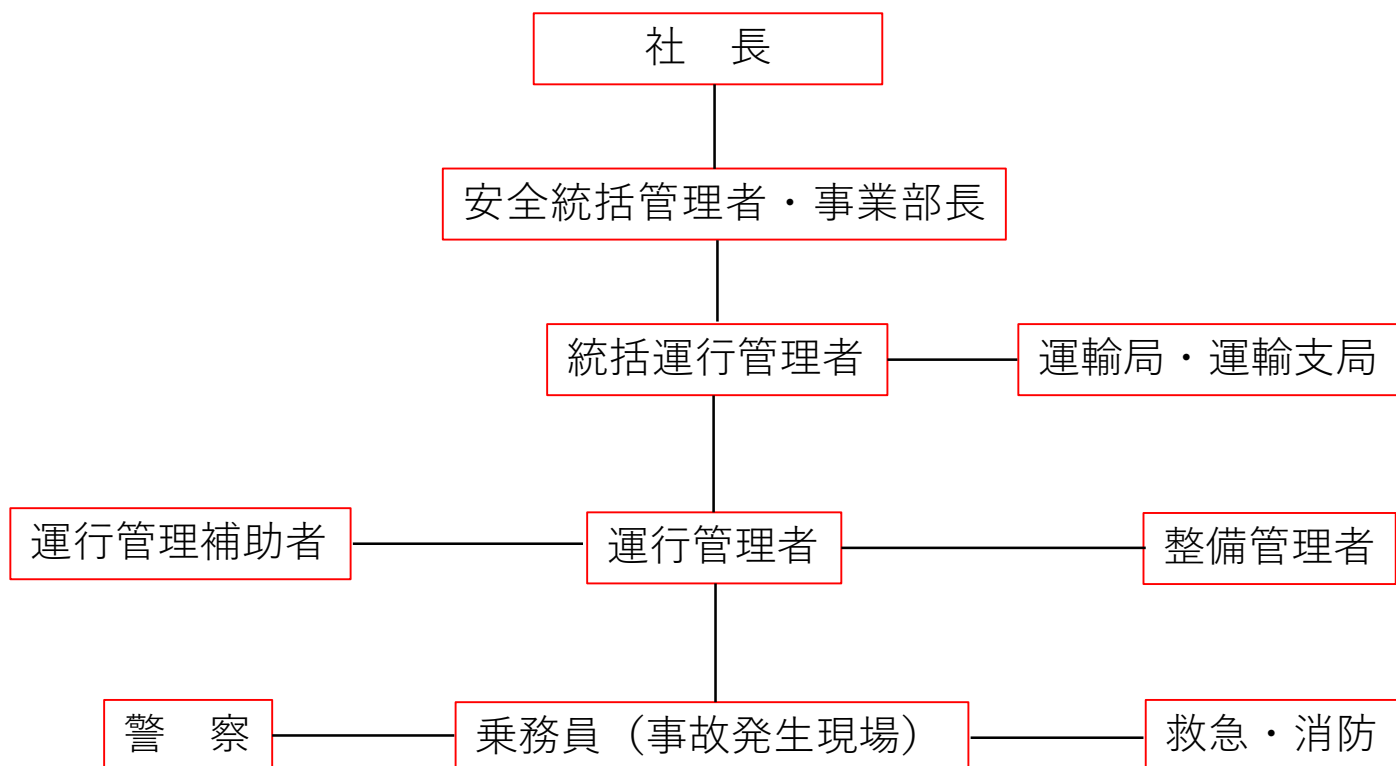 社　長
安全統括管理者・事業部長
統括運行管理者
運輸局・運輸支局
運行管理補助者
運行管理者
整備管理者
警　察
乗務員（事故発生現場）
救急・消防